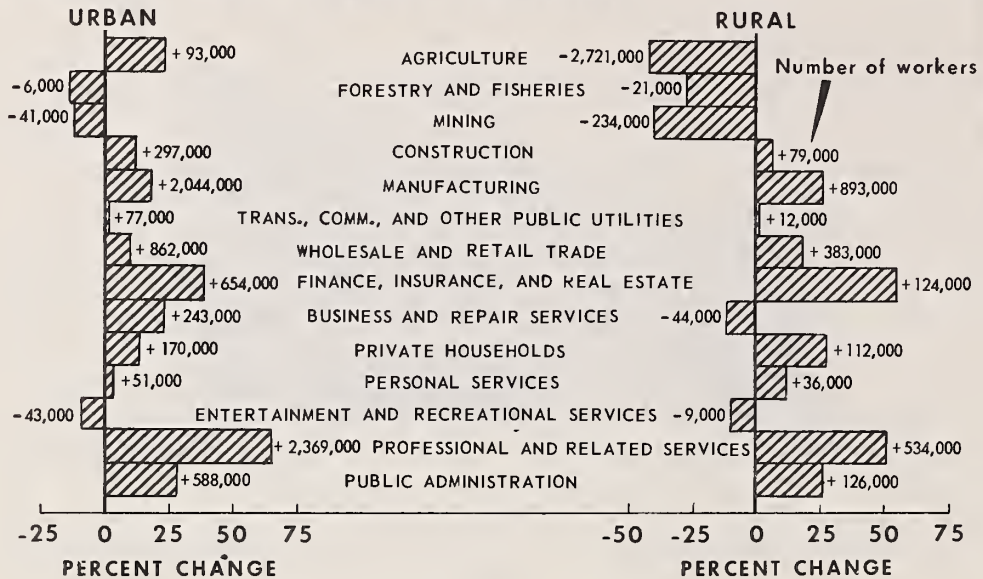 URBAN RURAL
+ 93,000 AGRICULTURE -2,721,000 Number of workers
-6,000 FORESTRY AND FISHERIES -21,000
-41,000 MINING -234,000
+297,000 CONSTRUCTION +79,000
+2,044,000 MANUFACTURING +893,000
+77,000 TRANS., COMM., AND OTHER PUBLIC UTILITIES +12,000
+ 862,000 WHOLESALE AND RETAIL TRADE + 383,000
+654,000 FINANCE, INSURANCE, AND REAL ESTATE +124,000
+243,000 BUSINESS AND REPAIR SERVICES -44,000
+ 170,000 PRIVATE HOUSEHOLDS +112,000
+51,000 PERSONAL SERVICES +36,000
-43,000 ENTERTAINMENT AND RECREATIONAL SERVICES -9,000
+ 2,369,000 PROFESSIONAL AND RELATED SERVICES +534,000
+588,000 PUBLIC ADMINISTRATION + 126,000
-25 0 25 50 75 -50 -25 0 25 50 75
PERCENT CHANGE PERCENT CHANGE